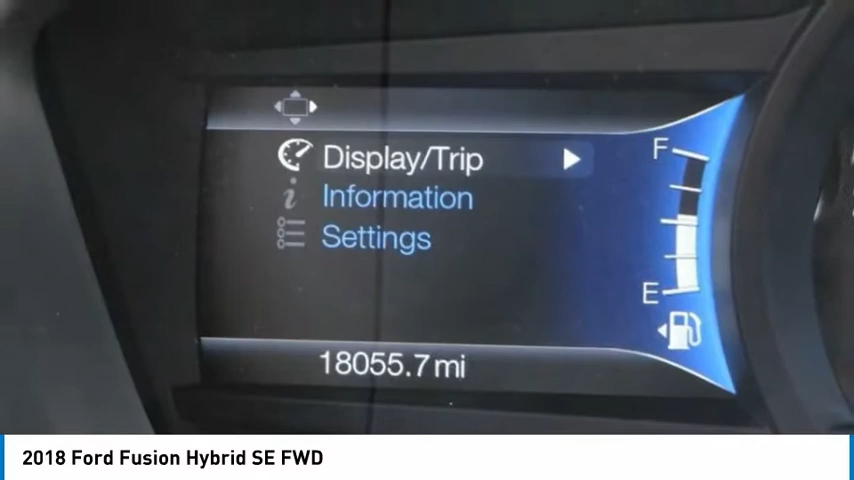 Display/Trip
Information
Settings
F
E
18055.7 mi
2018 Ford Fusion Hybrid SE FWD